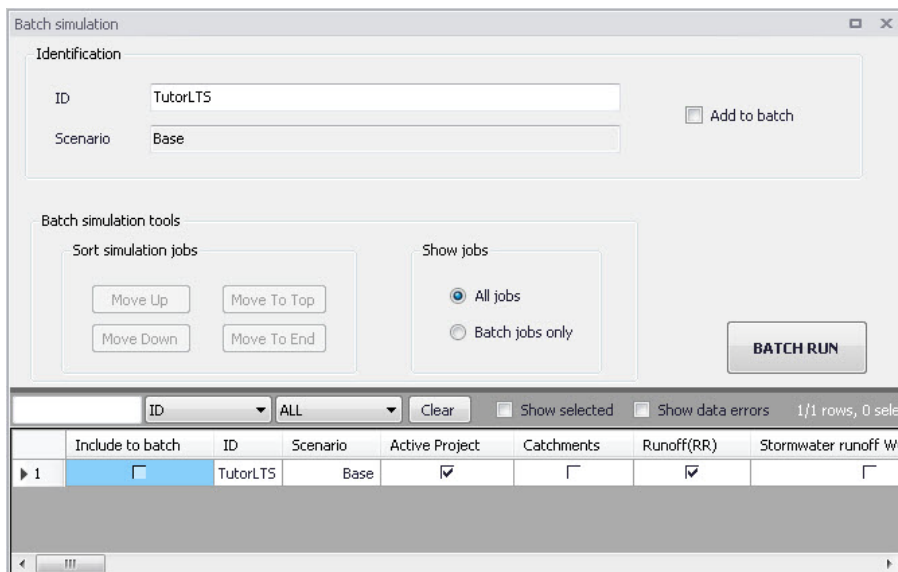 Batch simulation
Identification
ID TutorLTS
Add to batch
Scenario Base
Batch simulation tools
Sort simulation jobs
Show jobs
Move Up Move To Top
All jobs
Move Down Move To End
Batch jobs only
BATCH RUN
ID ALL Clear Show selected Show data errors 1/1 rows, 0 sele
Include to batch ID Scenario Active Project Catchments Runoff(RR) Stormwater runoff W
1 TutorLTS Base